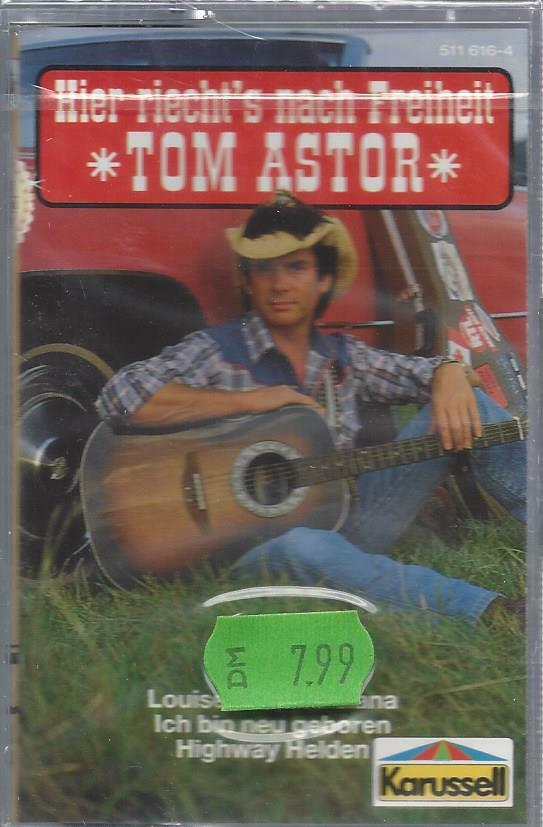 511 616-4
Hier riecht's nach Freiheit
* TOM ASTOR *
DM 7.99
Ich bin neu geboren
Highway Helden
Karussell